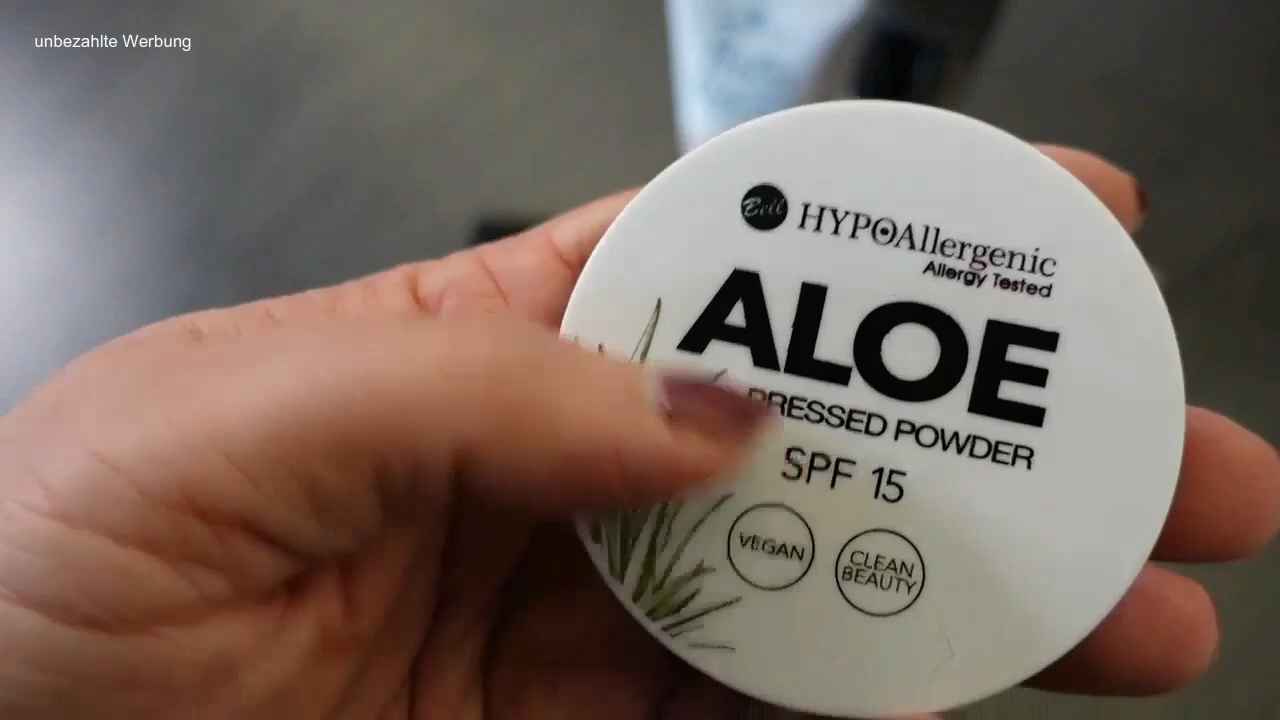 unbezahlte Werbung
Bell HYPOAllergenic
Allergy Tested
ALOE
PRESSED POWDER
SPF 15
VEGAN
CLEAN
BEAUTY